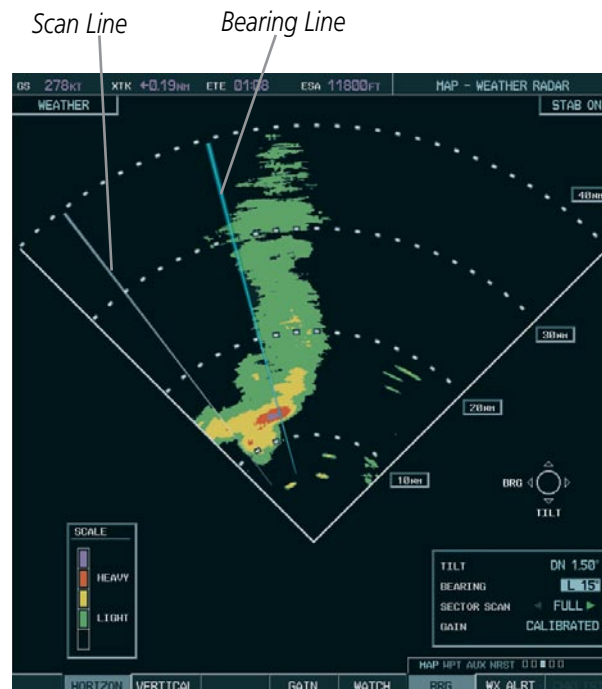 Scan Line
Bearing Line
GS 278KT XTK ←0.19NM ETE 01:08 ESA 11800FT MAP - WEATHER RADAR
WEATHER
STAB ON
40NM
30NM
20NM
10NM
BRG
TILT
SCALE
HEAVY
LIGHT
TILT DN 1.50°
BEARING L 15°
SECTOR SCAN ◄ FULL ►
GAIN CALIBRATED
MAP WPT AUX NRST
HORIZON VERTICAL GAIN WATCH BRG WX ALRT